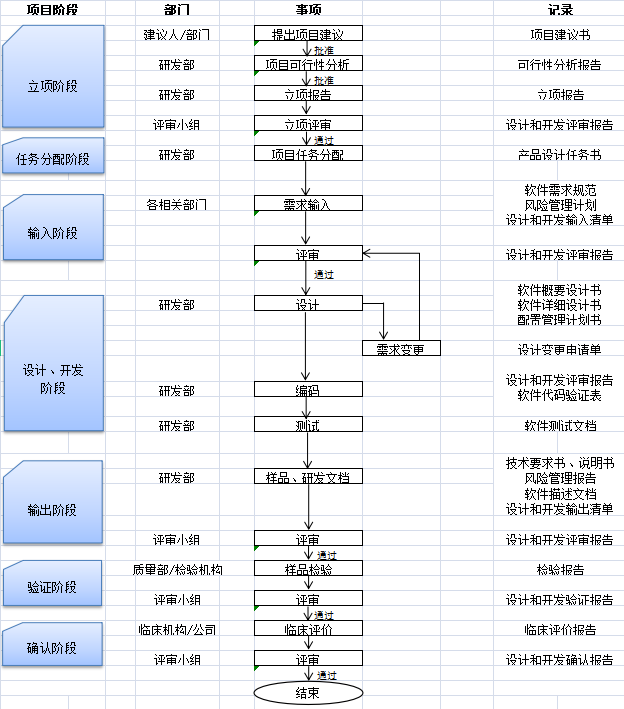 项目阶段 部门 事项 记录
建议人/部门 提出项目建议 项目建议书
批准
研发部 项目可行性分析 可行性分析报告
批准
立项阶段
研发部 立项报告 立项报告
评审小组 立项评审 设计和开发评审报告
通过
任务分配阶段 研发部 项目任务分配 产品设计任务书
软件需求规范
各相关部门 需求输入 风险管理计划
设计和开发输入清单
输入阶段
评审 设计和开发评审报告
通过
软件概要设计书
研发部 设计 软件详细设计书
配置管理计划书
需求变更 设计变更申请单
设计、开发
阶段
设计和开发评审报告
研发部 编码 软件代码验证表
研发部 测试 软件测试文档
技术要求书、说明书
研发部 样品、研发文档 风险管理报告
软件描述文档
输出阶段 设计和开发输出清单
评审小组 评审 设计和开发评审报告
通过
质量部/检验机构 样品检验 检验报告
验证阶段
评审小组 评审 设计和开发验证报告
通过
临床机构/公司 临床评价 临床评价报告
确认阶段
评审小组 评审 设计和开发确认报告
通过
结束